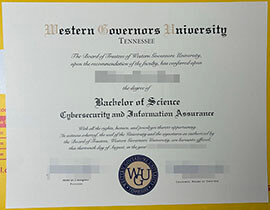 Western Governors University
TENNESSEE
The Board of Trustees of Western Governors University,
upon the recommendation of the faculty, has conferred upon
the degree of
Bachelor of Science
Cybersecurity and Information Assurance
With all the rights, honors, and privileges thereto appertaining.
In witness whereof, the seal of the University and the signatures as authorized by
the Board of Trustees, Western Governors University, are hereunto affixed,
this twenty-second day of August, in the year
WGU